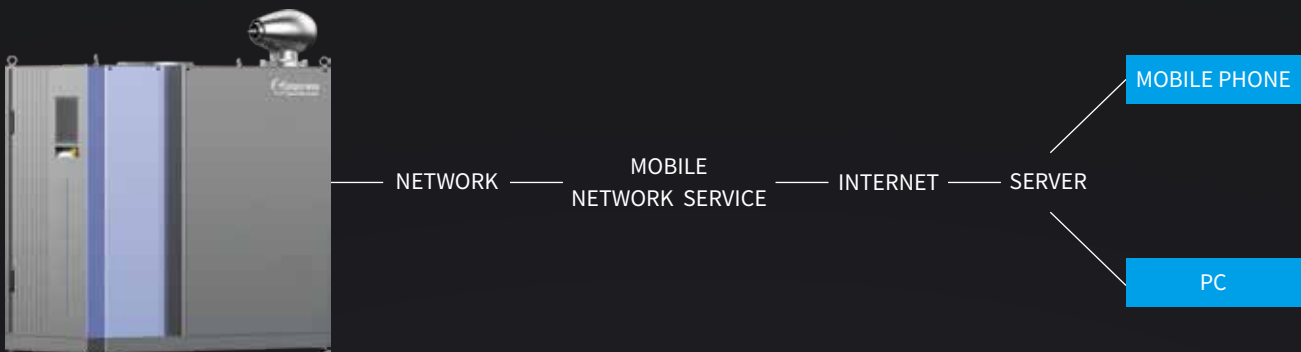 MOBILE PHONE
NETWORK
MOBILE
NETWORK SERVICE
INTERNET
SERVER
PC